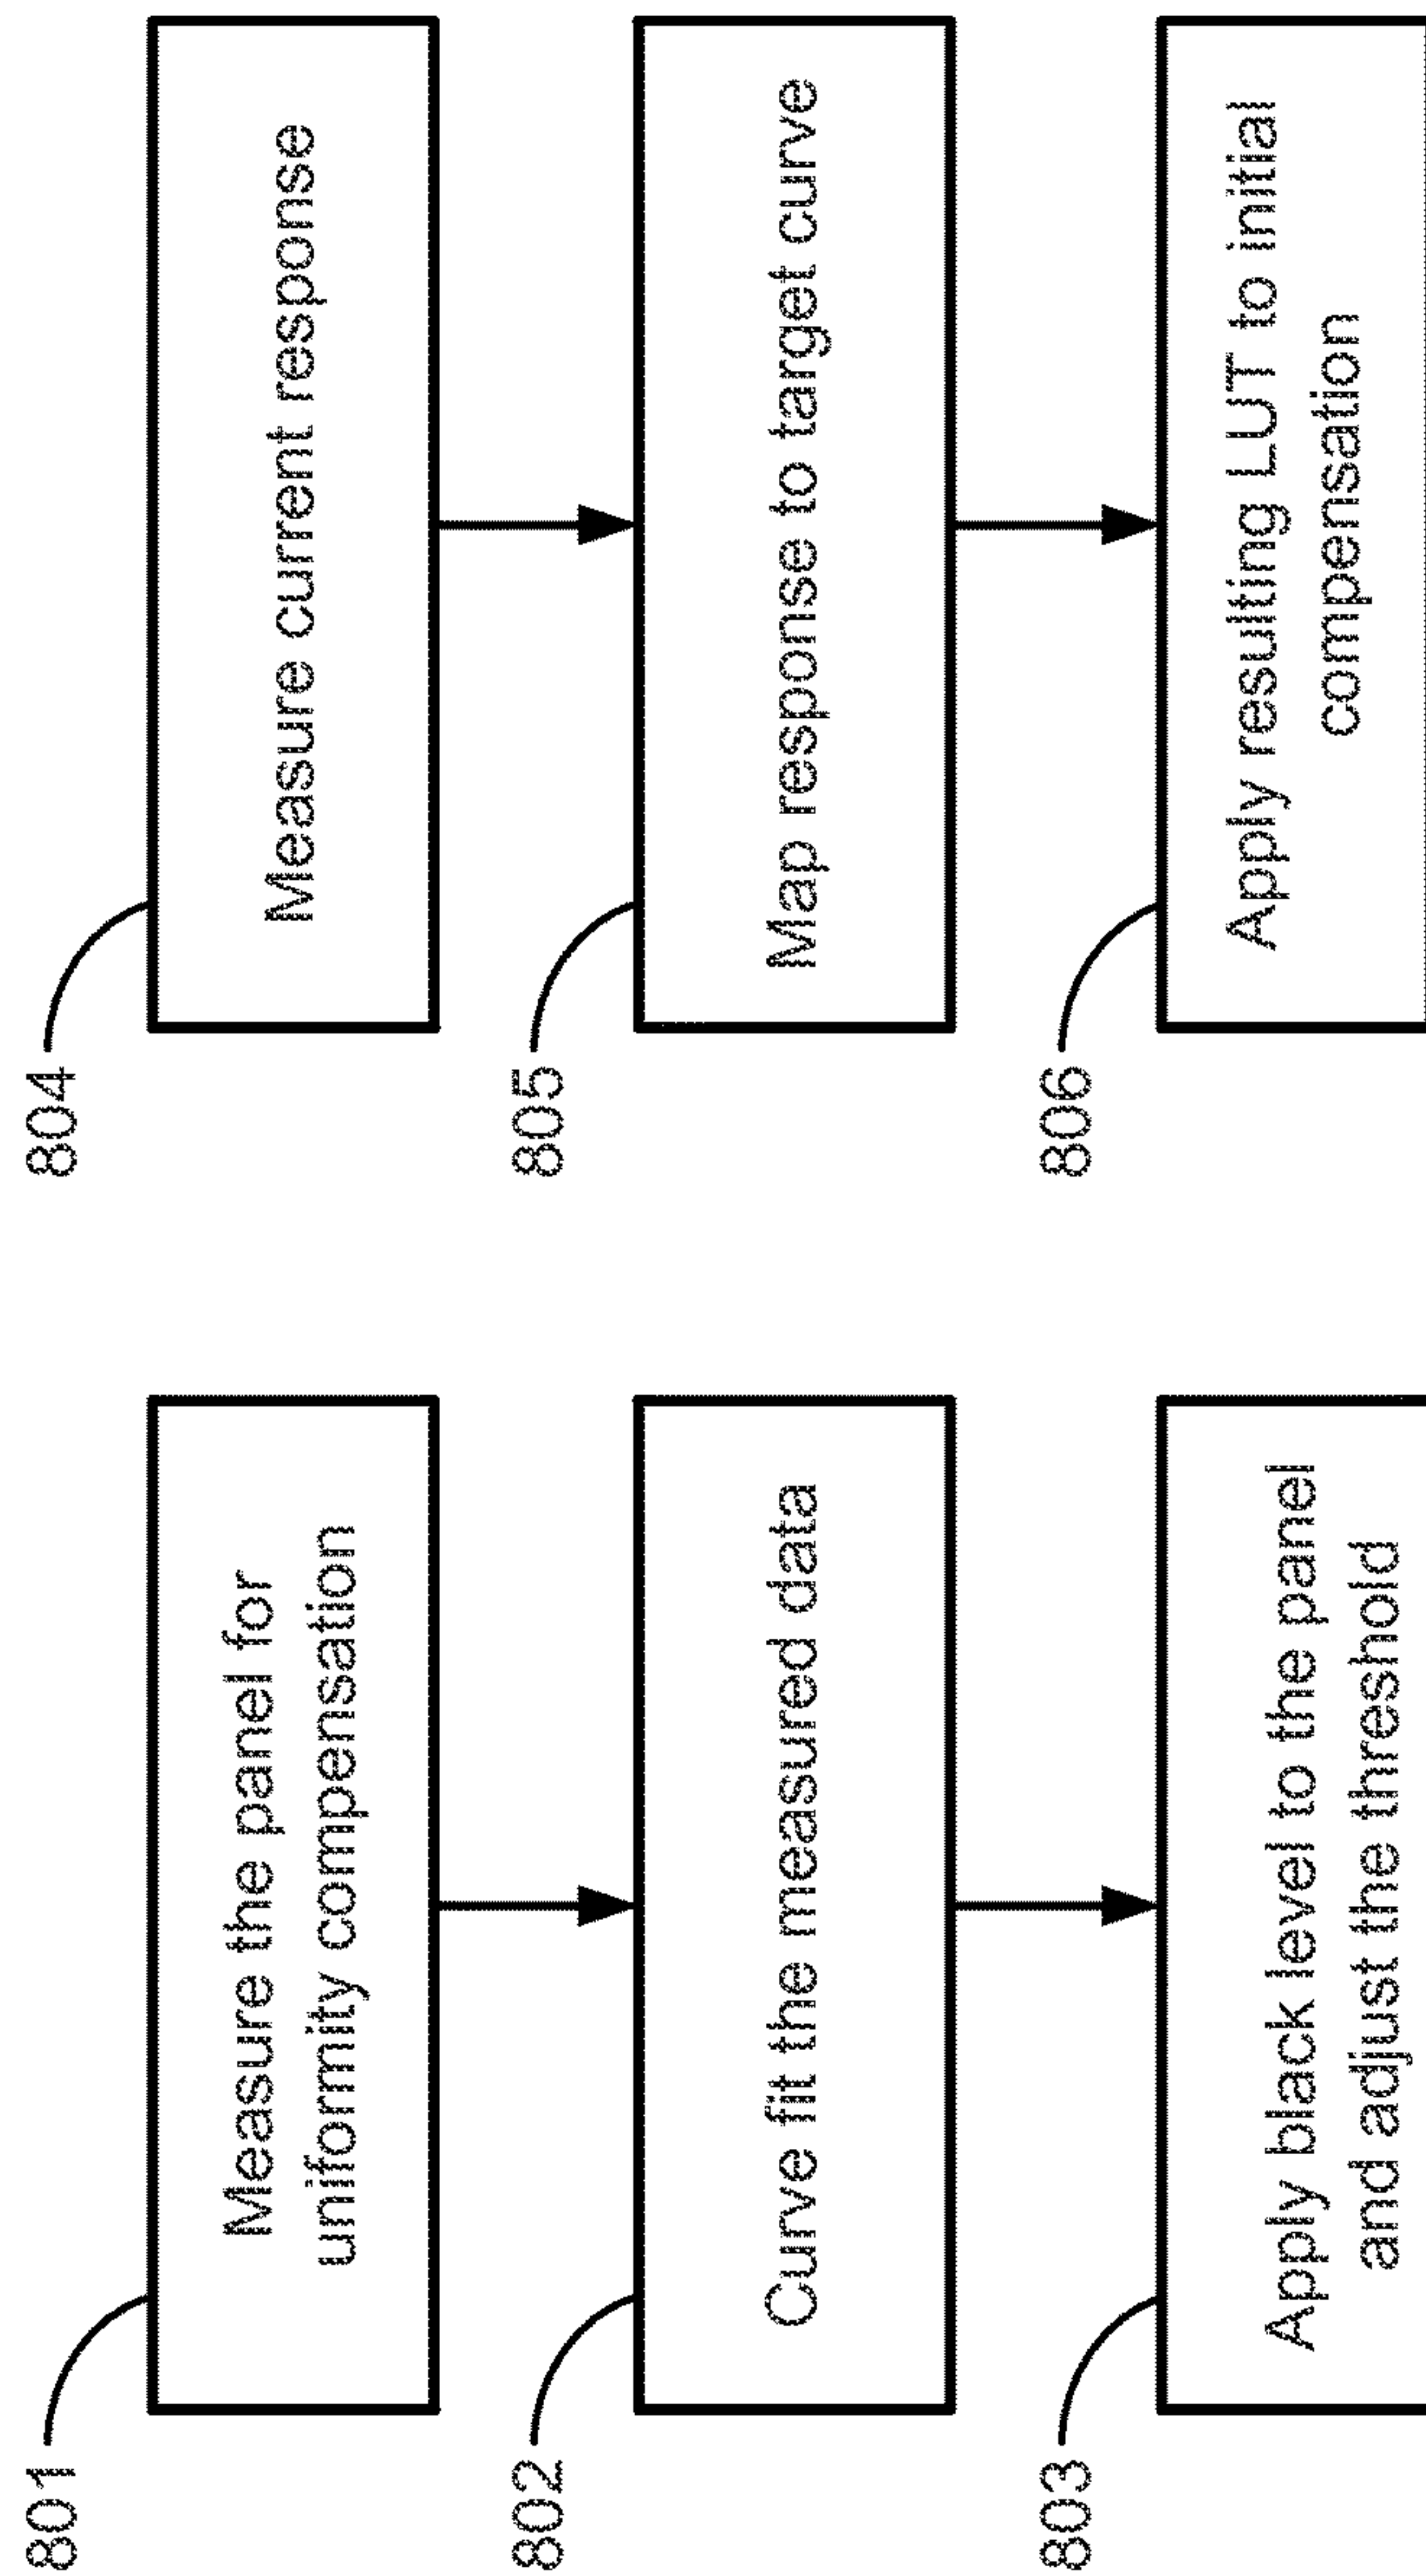 801
Measure the panel for
uniformity compensation
802
Curve fit the measured data
803
Apply black level to the panel
and adjust the threshold
804
Measure current response
805
Map response to target curve
806
Apply resulting LUT to initial
compensation